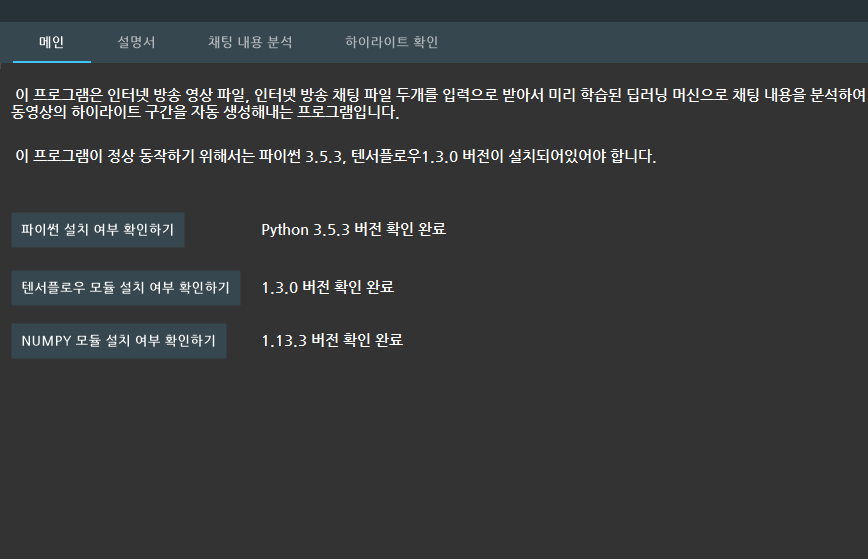 메인 설명서 채팅 내용 분석 하이라이트 확인
이 프로그램은 인터넷 방송 영상 파일, 인터넷 방송 채팅 파일 두개를 입력으로 받아서 미리 학습된 딥러닝 머신으로 채팅 내용을 분석하여
동영상의 하이라이트 구간을 자동 생성해내는 프로그램입니다.
이 프로그램이 정상 동작하기 위해서는 파이썬 3.5.3, 텐서플로우1.3.0 버전이 설치되어있어야 합니다.
파이썬 설치 여부 확인하기 Python 3.5.3 버전 확인 완료
텐서플로우 모듈 설치 여부 확인하기 1.3.0 버전 확인 완료
NUMPY 모듈 설치 여부 확인하기 1.13.3 버전 확인 완료